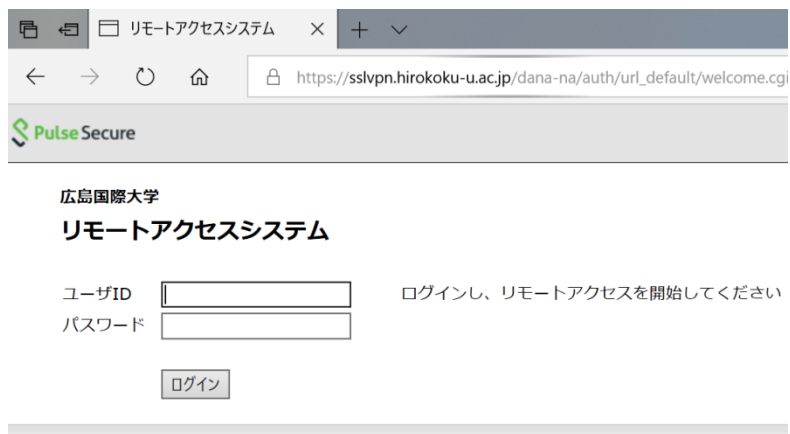 リモートアクセスシステム
https://sslvpn.hirokoku-u.ac.jp/dana-na/auth/url_default/welcome.cgi
Pulse Secure
広島国際大学
リモートアクセスシステム
ユーザID
ログインし、リモートアクセスを開始してください
パスワード
ログイン